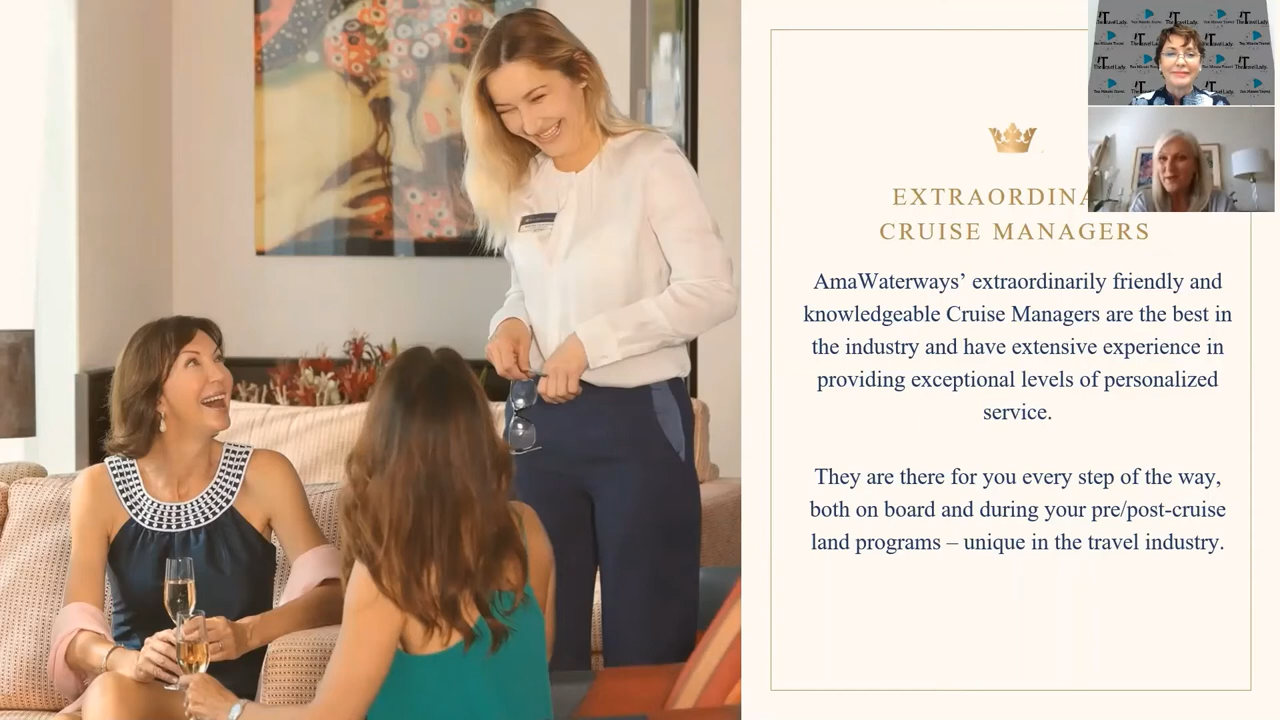 EXTRAORDINA
CRUISE MANAGERS
AmaWaterways’ extraordinarily friendly and
knowledgeable Cruise Managers are the best in
the industry and have extensive experience in
providing exceptional levels of personalized
service.
They are there for you every step of the way,
both on board and during your pre/post-cruise
land programs – unique in the travel industry.